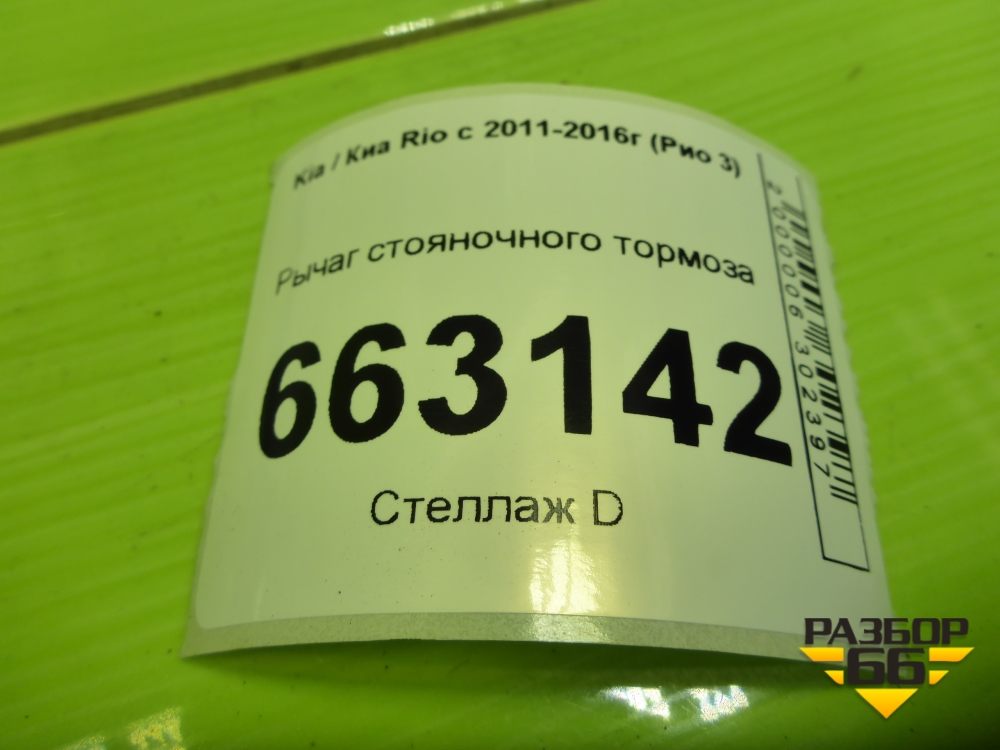 Kia / Киа Rio с 2011-2016г (Рио 3)
Рычаг стояночного тормоза
663142
Стеллаж D
2000006302397
РАЗБОР
66